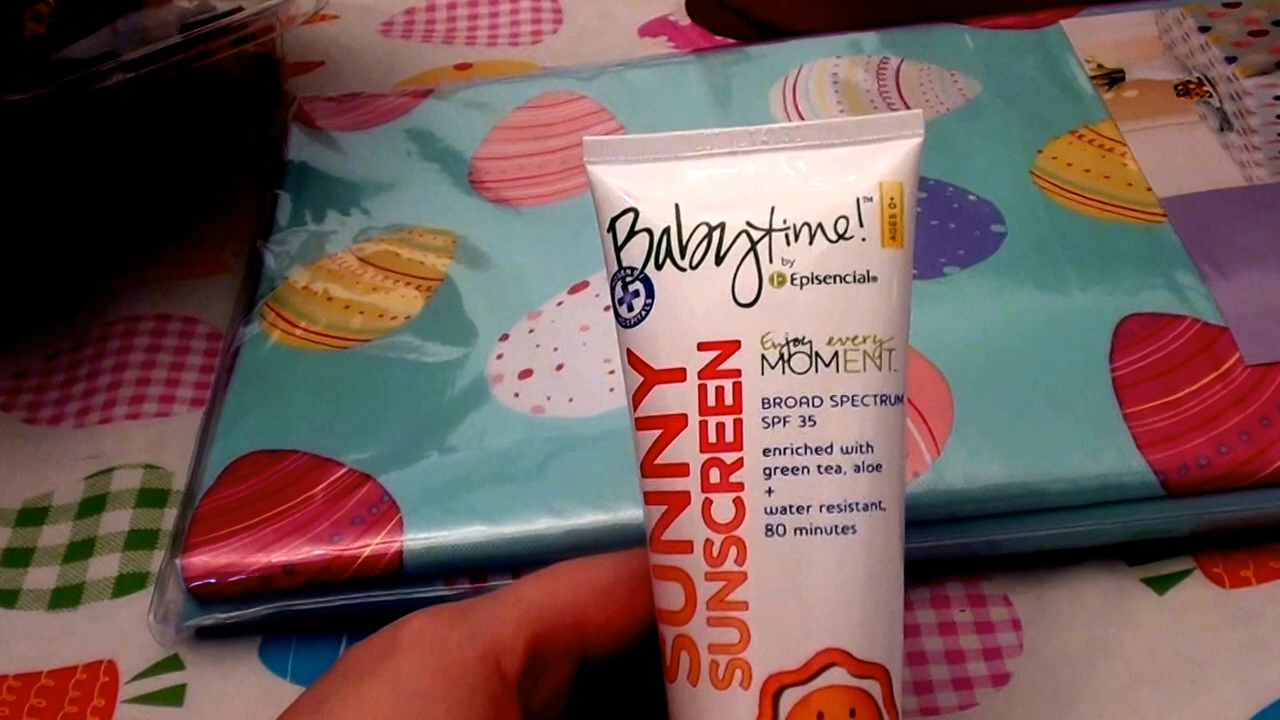 Babytime!™
AGES 0+
by
Episencial®
HOSPITALS
Enjoy every
MOMENT.
SUNNY
SUNSCREEN
BROAD SPECTRUM
SPF 35
enriched with
green tea, aloe
+
water resistant,
80 minutes